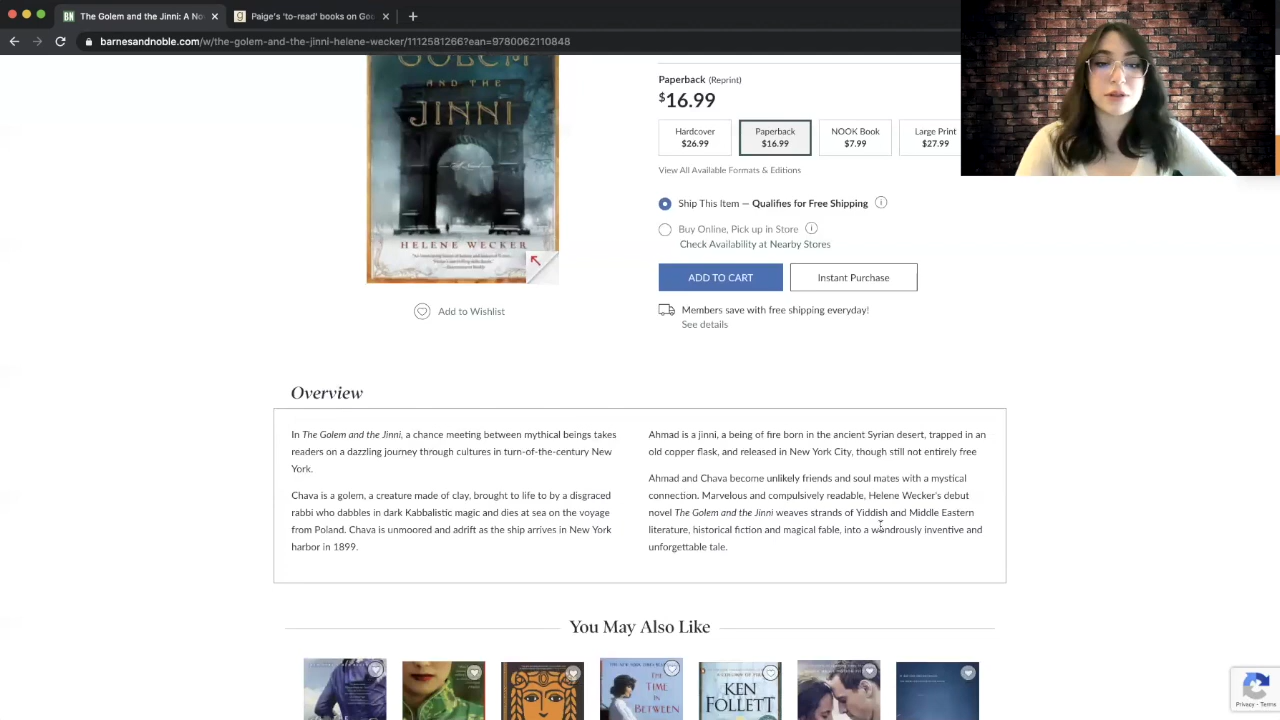 The Golem and the Jinni: A No
Paige's 'to-read' books on Goo
barnesandnoble.com/w/the-golem-and-the-jinni-helene-wecker/1112581266?ean=9780062110848
GOLEM
AND THE
JINNI
HELENE WECKER
Add to Wishlist
Paperback (Reprint)
$16.99
Hardcover
$26.99
Paperback
$16.99
NOOK Book
$7.99
Large Print
$27.99
View All Available Formats & Editions
Ship This Item — Qualifies for Free Shipping
Buy Online, Pick up in Store
Check Availability at Nearby Stores
ADD TO CART
Instant Purchase
Members save with free shipping everyday!
See details
Overview
In The Golem and the Jinni, a chance meeting between mythical beings takes
readers on a dazzling journey through cultures in turn-of-the-century New
York.
Chava is a golem, a creature made of clay, brought to life to by a disgraced
rabbi who dabbles in dark Kabbalistic magic and dies at sea on the voyage
from Poland. Chava is unmoored and adrift as the ship arrives in New York
harbor in 1899.
Ahmad is a jinni, a being of fire born in the ancient Syrian desert, trapped in an
old copper flask, and released in New York City, though still not entirely free
Ahmad and Chava become unlikely friends and soul mates with a mystical
connection. Marvelous and compulsively readable, Helene Wecker's debut
novel The Golem and the Jinni weaves strands of Yiddish and Middle Eastern
literature, historical fiction and magical fable, into a wondrously inventive and
unforgettable tale.
You May Also Like
TIME
IN BETWEEN
KEN
FOLLETT
Privacy - Terms